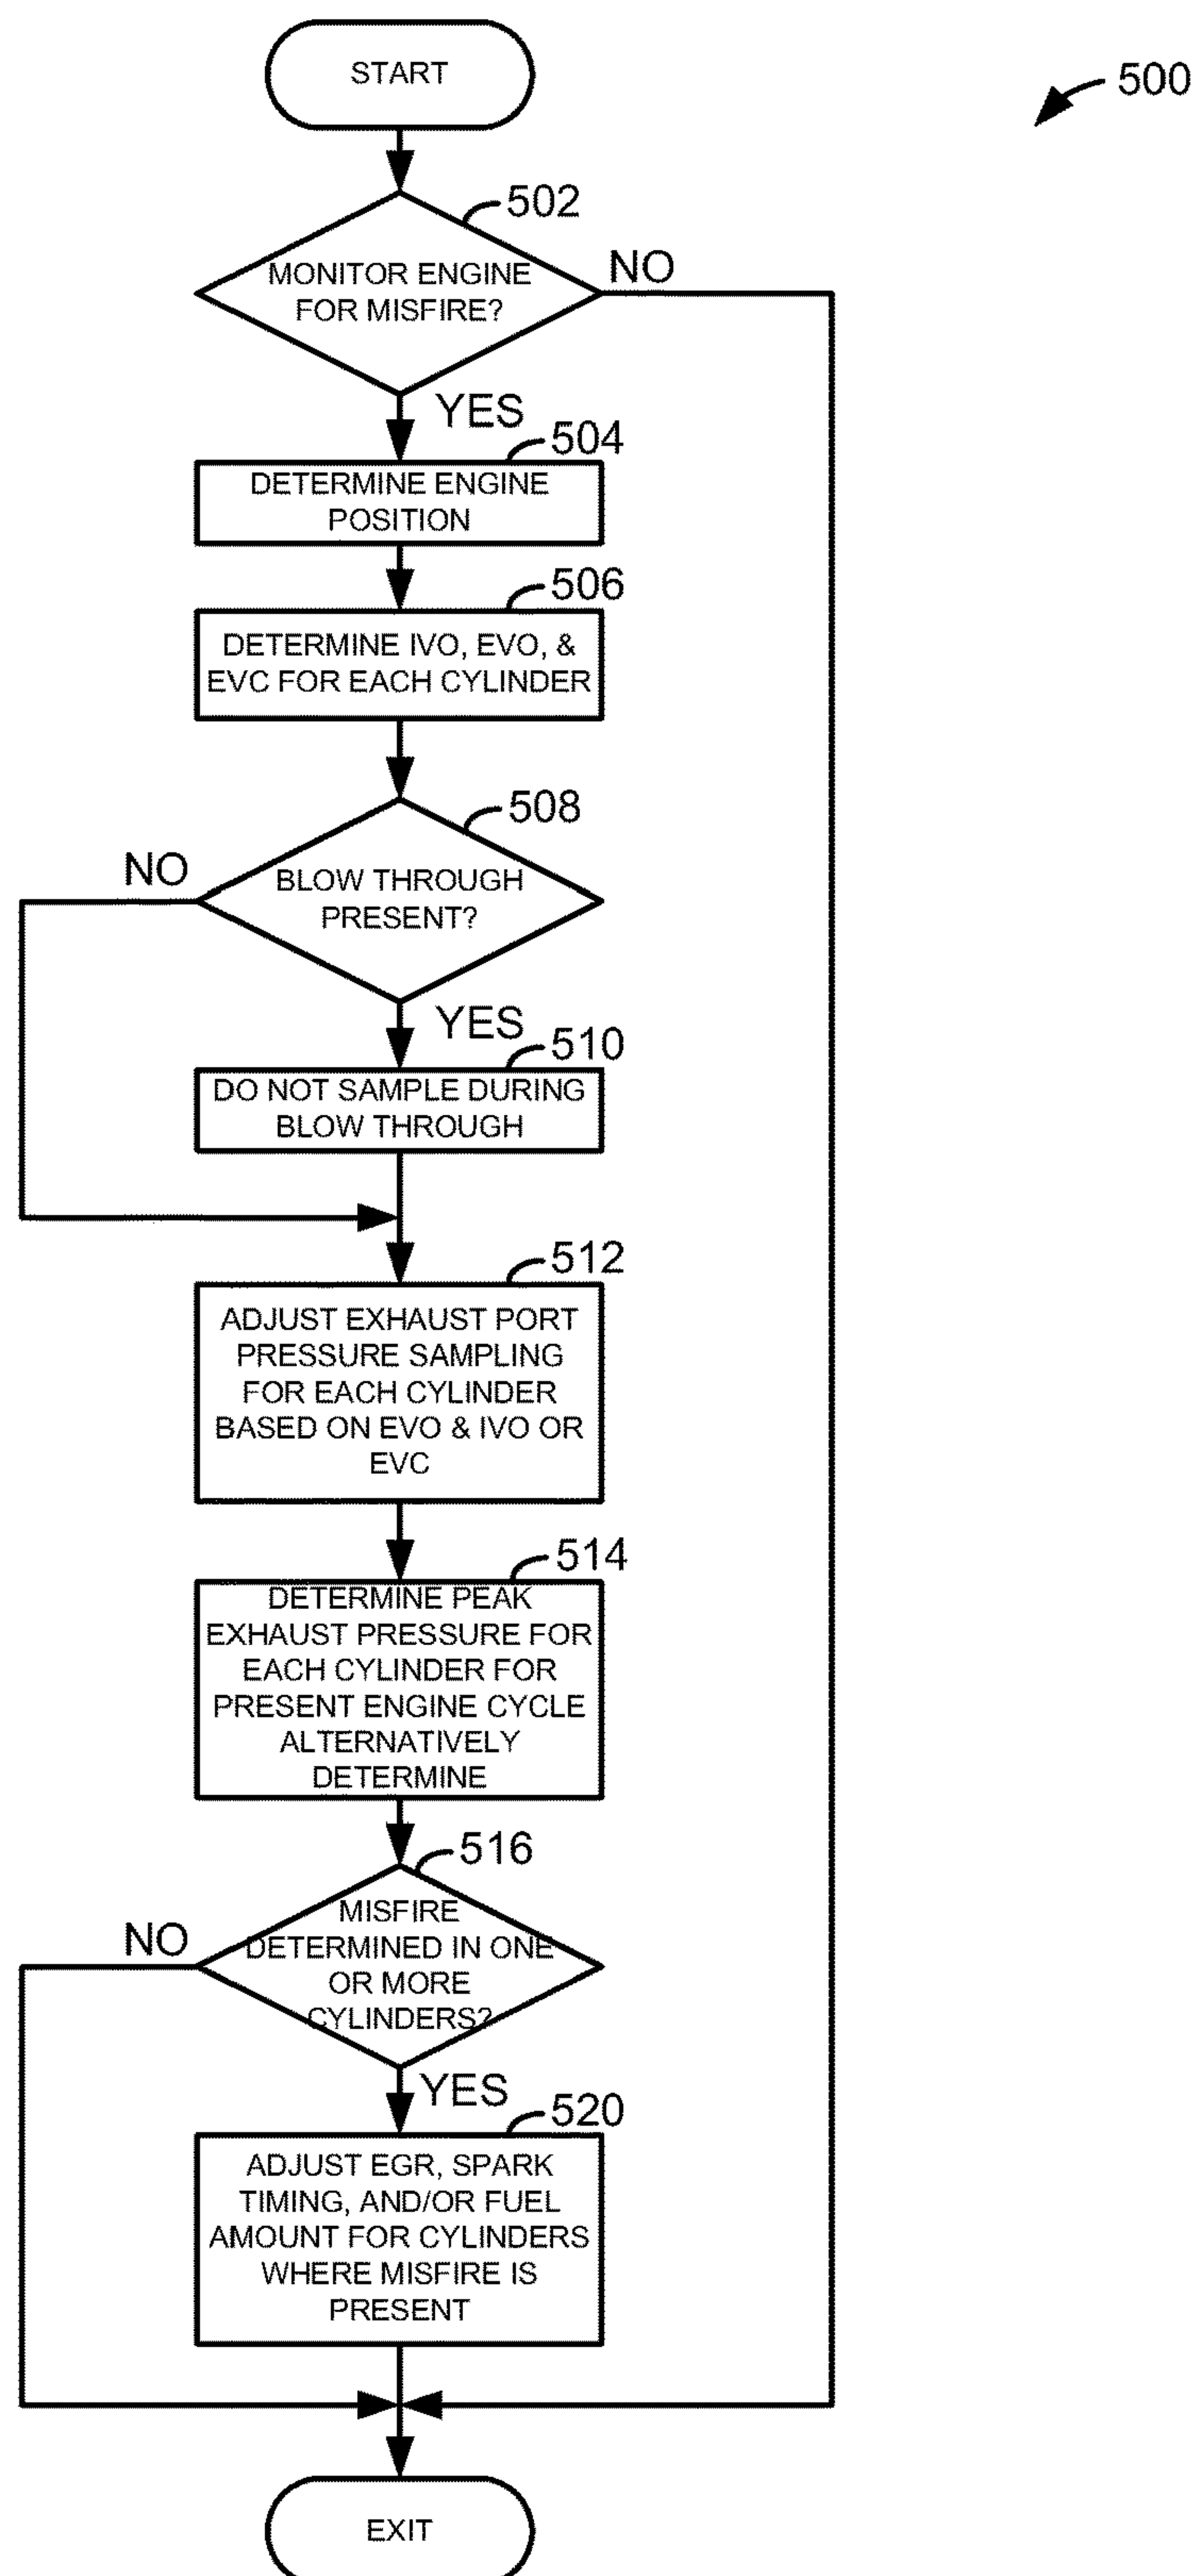 START
500
502
MONITOR ENGINE
FOR MISFIRE?
NO
YES
504
DETERMINE ENGINE
POSITION
506
DETERMINE IVO, EVO, &
EVC FOR EACH CYLINDER
508
NO
BLOW THROUGH
PRESENT?
YES
510
DO NOT SAMPLE DURING
BLOW THROUGH
512
ADJUST EXHAUST PORT
PRESSURE SAMPLING
FOR EACH CYLINDER
BASED ON EVO & IVO OR
EVC
514
DETERMINE PEAK
EXHAUST PRESSURE FOR
EACH CYLINDER FOR
PRESENT ENGINE CYCLE
ALTERNATIVELY
DETERMINE
516
NO
MISFIRE
DETERMINED IN ONE
OR MORE
CYLINDERS?
YES
520
ADJUST EGR, SPARK
TIMING, AND/OR FUEL
AMOUNT FOR CYLINDERS
WHERE MISFIRE IS
PRESENT
EXIT